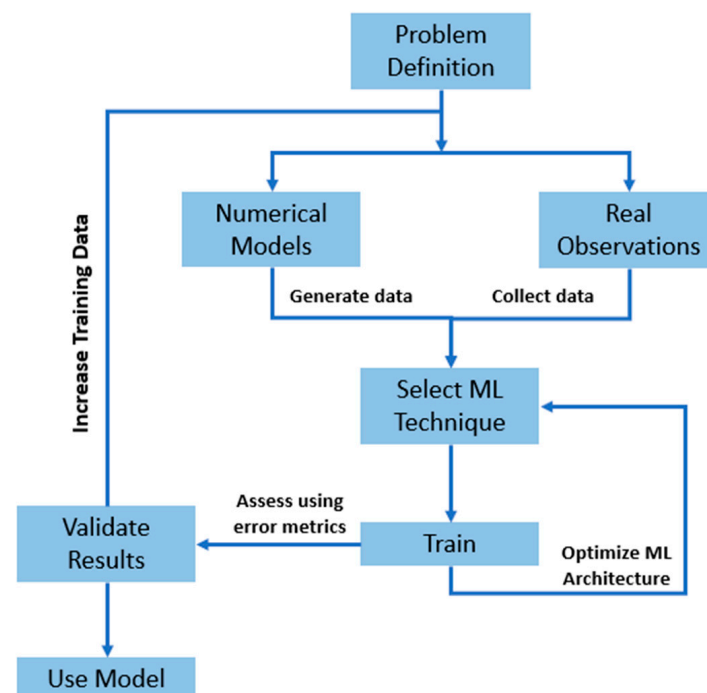 Problem
Definition
Numerical
Models
Real
Observations
Generate data
Collect data
Increase Training Data
Select ML
Technique
Assess using
error metrics
Validate
Results
Train
Optimize ML
Architecture
Use Model